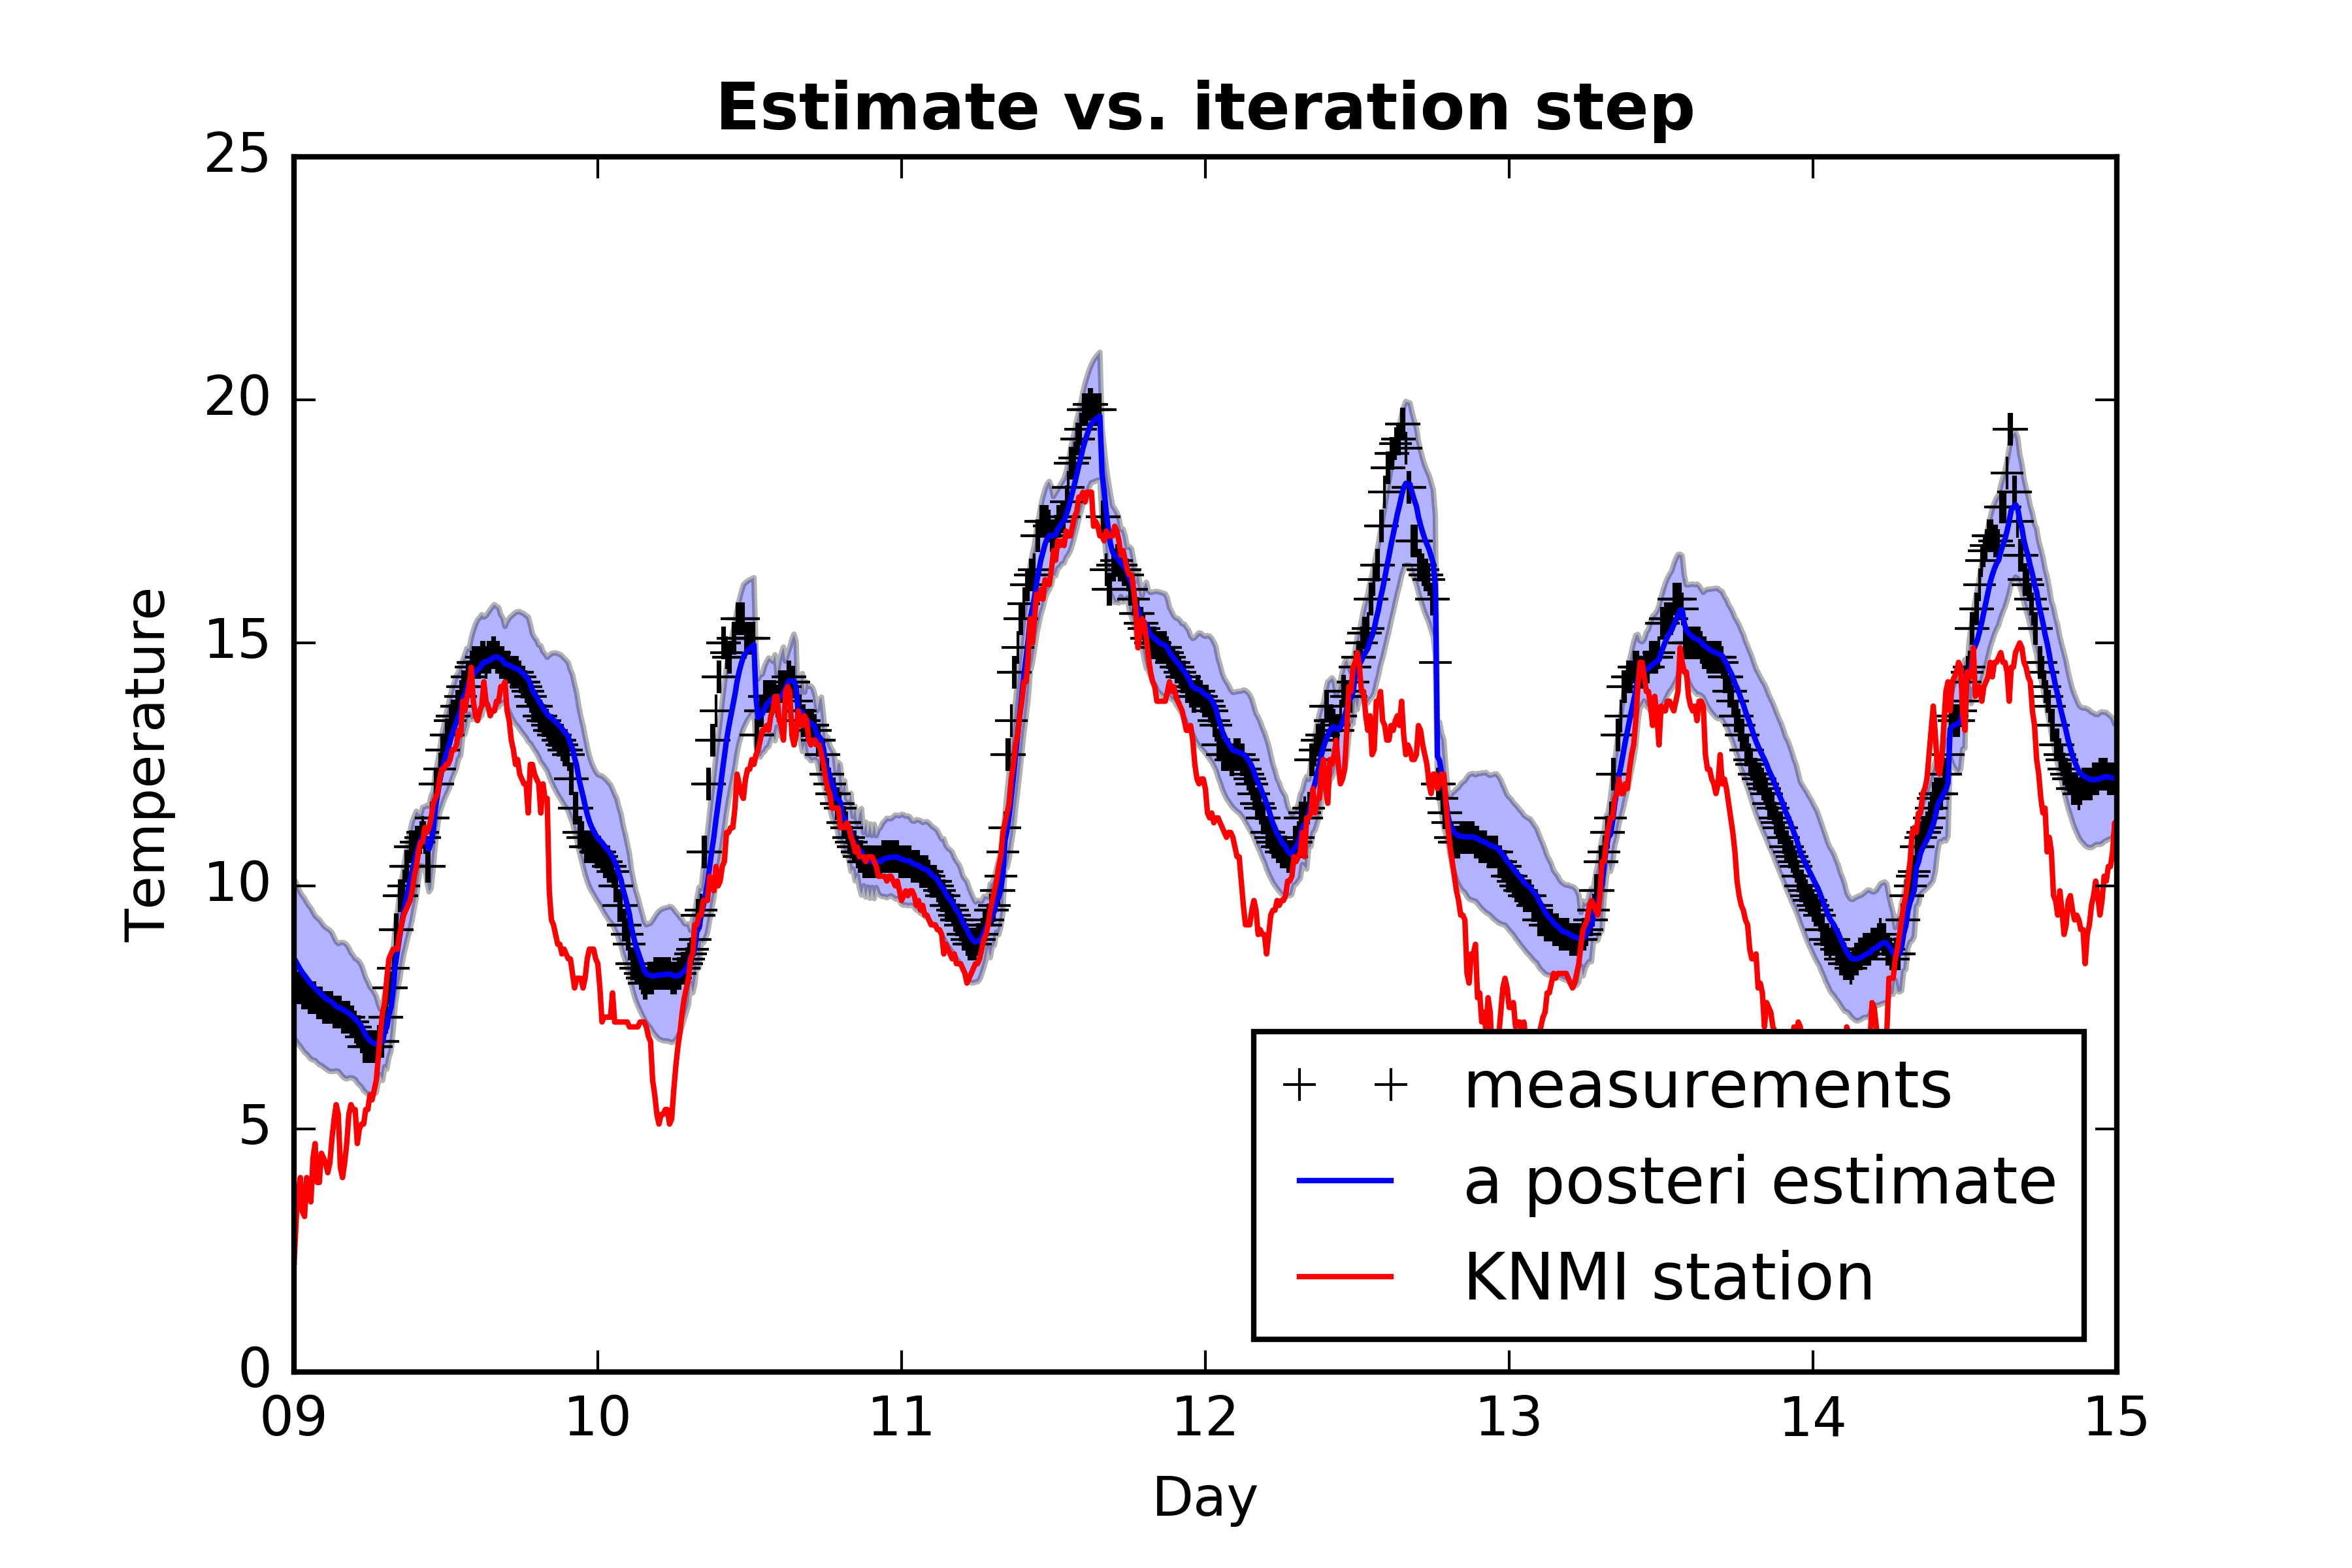 Estimate vs. iteration step
25
20
15
10
5
0
Temperature
09 10 11 12 13 14 15
Day
measurements
a posteri estimate
KNMI station